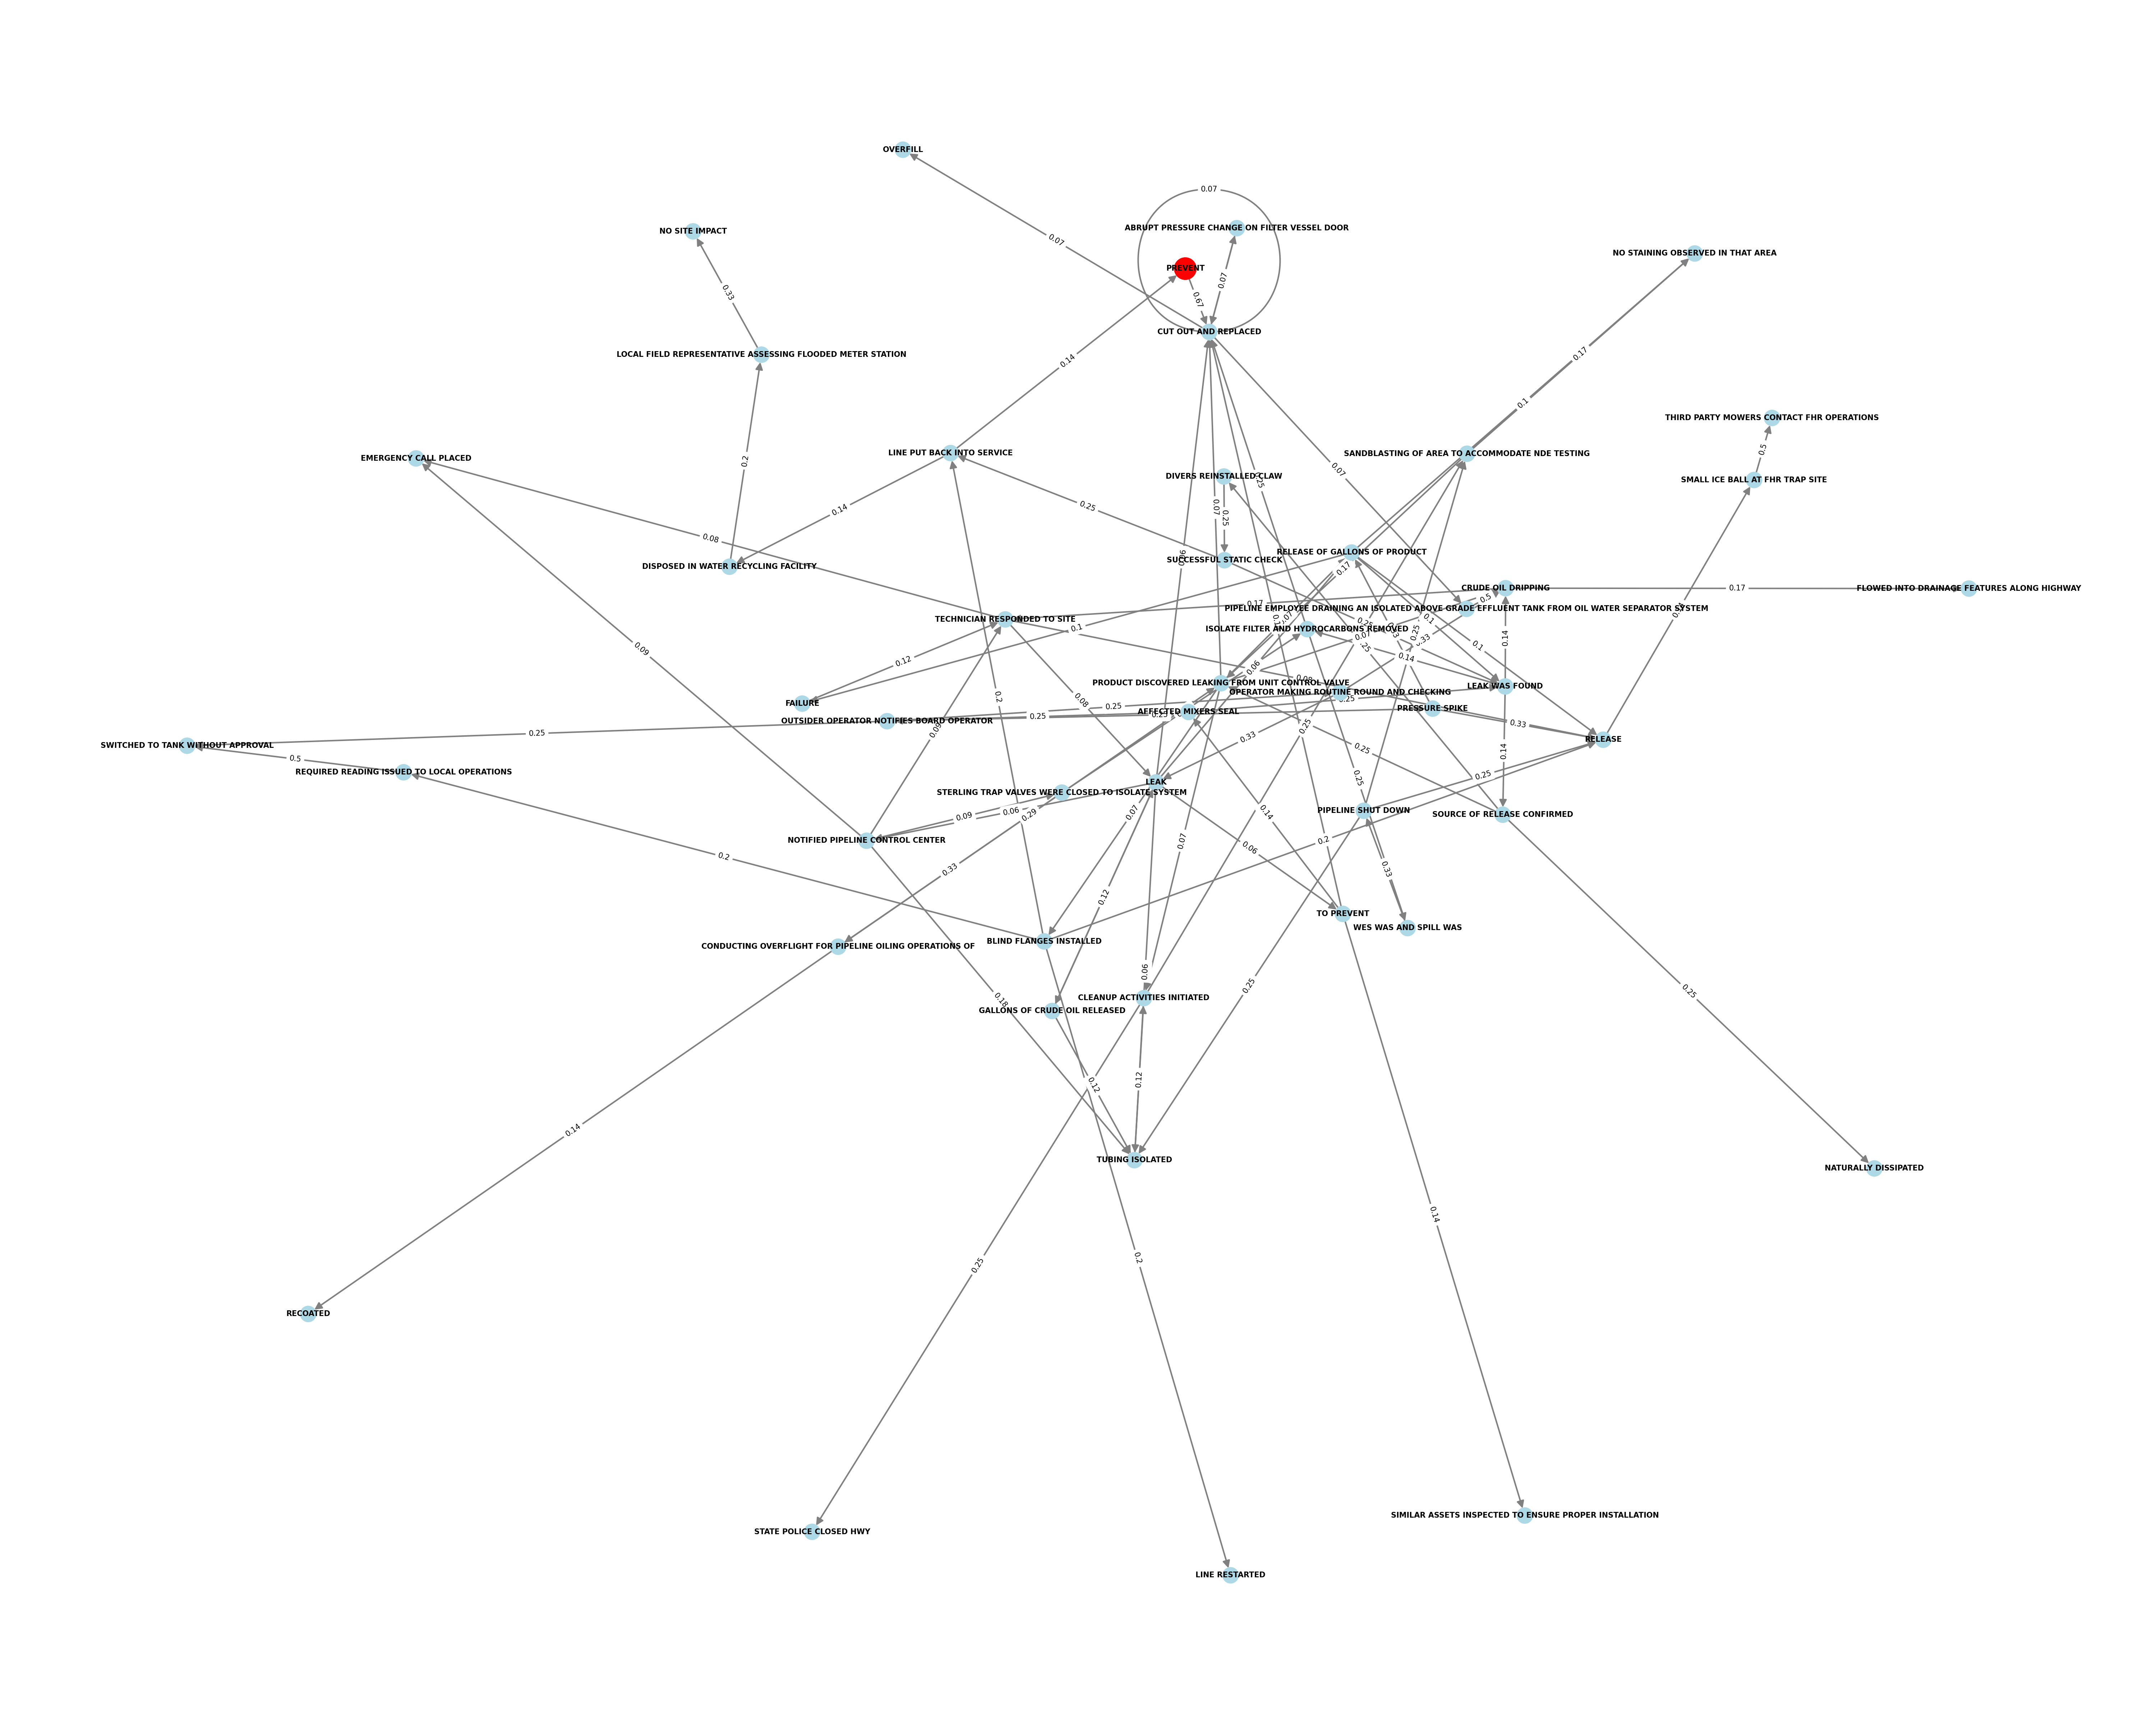 OVERFILL
0.07
ABRUPT PRESSURE CHANGE ON FILTER VESSEL DOOR
NO SITE IMPACT
0.07
NO STAINING OBSERVED IN THAT AREA
PREVENT
0.07
0.33
0.67
CUT OUT AND REPLACED
LOCAL FIELD REPRESENTATIVE ASSESSING FLOODED METER STATION
0.17
0.14
0.1
THIRD PARTY MOWERS CONTACT FHR OPERATIONS
EMERGENCY CALL PLACED
LINE PUT BACK INTO SERVICE
SANDBLASTING OF AREA TO ACCOMMODATE NDE TESTING
0.5
0.2
0.07
DIVERS REINSTALLED CLAW
SMALL ICE BALL AT FHR TRAP SITE
0.14
0.25
0.07
0.25
0.08
RELEASE OF GALLONS OF PRODUCT
SUCCESSFUL STATIC CHECK
DISPOSED IN WATER RECYCLING FACILITY
0.17
CRUDE OIL DRIPPING
0.17
FLOWED INTO DRAINAGE FEATURES ALONG HIGHWAY
0.5
0.17
PIPELINE EMPLOYEE DRAINING AN ISOLATED ABOVE GRADE EFFLUENT TANK FROM OIL WATER SEPARATOR SYSTEM
TECHNICIAN RESPONDED TO SITE
0.1
ISOLATE FILTER AND HYDROCARBONS REMOVED
0.25
0.1
0.07
0.33
0.14
0.1
0.09
0.14
0.12
0.06
PRODUCT DISCOVERED LEAKING FROM UNIT CONTROL VALVE
LEAK WAS FOUND
OPERATOR MAKING ROUTINE ROUND AND CHECKING
0.2
0.08
0.25
FAILURE
0.25
AFFECTED MIXERS SEAL
PRESSURE SPIKE
0.25
OUTSIDER OPERATOR NOTIFIES BOARD OPERATOR
0.33
0.25
0.33
RELEASE
SWITCHED TO TANK WITHOUT APPROVAL
0.25
0.14
0.5
REQUIRED READING ISSUED TO LOCAL OPERATIONS
0.25
0.25
LEAK
STERLING TRAP VALVES WERE CLOSED TO ISOLATE SYSTEM
0.09
0.06
0.29
0.07
0.14
PIPELINE SHUT DOWN
SOURCE OF RELEASE CONFIRMED
NOTIFIED PIPELINE CONTROL CENTER
0.07
0.06
0.2
0.2
0.33
0.33
0.12
TO PREVENT
WES WAS AND SPILL WAS
CONDUCTING OVERFLIGHT FOR PIPELINE OILING OPERATIONS OF
BLIND FLANGES INSTALLED
0.06
0.25
0.25
CLEANUP ACTIVITIES INITIATED
0.18
GALLONS OF CRUDE OIL RELEASED
0.12
0.12
0.14
TUBING ISOLATED
NATURALLY DISSIPATED
0.14
0.2
0.25
RECOATED
SIMILAR ASSETS INSPECTED TO ENSURE PROPER INSTALLATION
STATE POLICE CLOSED HWY
LINE RESTARTED